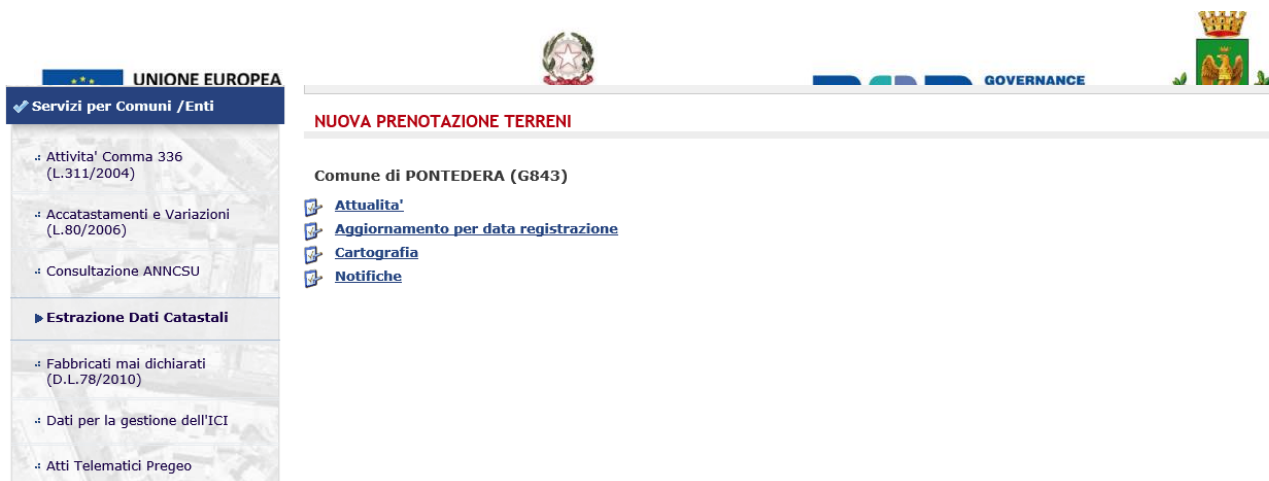 UNIONE EUROPEA
GOVERNANCE
Servizi per Comuni /Enti
Attivita' Comma 336
(L.311/2004)
Accatastamenti e Variazioni
(L.80/2006)
Consultazione ANNCSU
Estrazione Dati Catastali
Fabbricati mai dichiarati
(D.L.78/2010)
Dati per la gestione dell'ICI
Atti Telematici Pregeo
NUOVA PRENOTAZIONE TERRENI
Comune di PONTEDERA (G843)
Attualita'
Aggiornamento per data registrazione
Cartografia
Notifiche